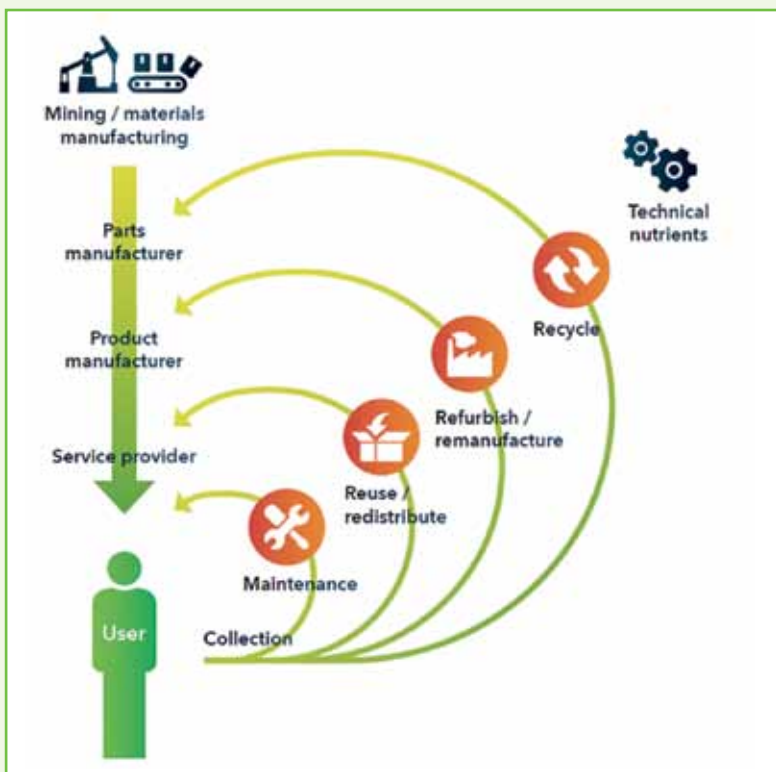 Mining / materials
manufacturing
Technical
nutrients
Parts
manufacturer
Recycle
Product
manufacturer
Refurbish /
remanufacture
Service provider
Reuse /
redistribute
Maintenance
User
Collection